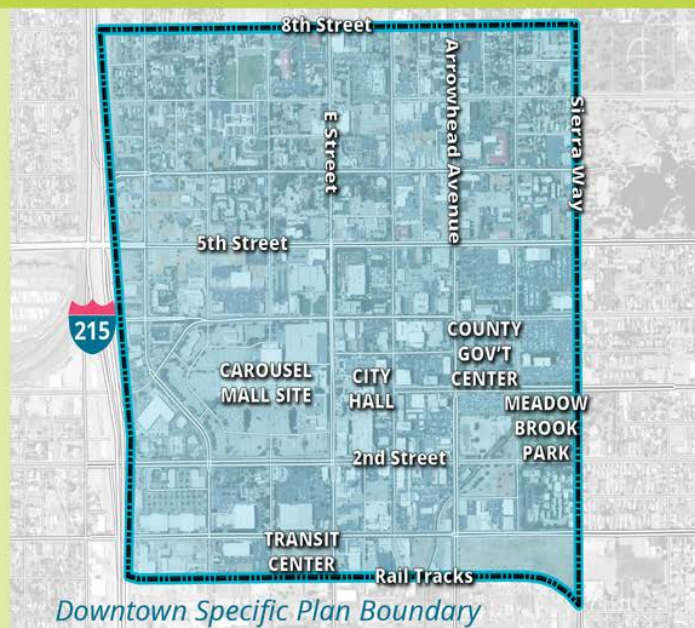 8th Street
E Street
Arrowhead Avenue
Sierra Way
5th Street
215
COUNTY
GOV'T
CENTER
CAROUSEL
MALL SITE
CITY
HALL
MEADOW
BROOK
PARK
2nd Street
TRANSIT
CENTER
Rail Tracks
Downtown Specific Plan Boundary